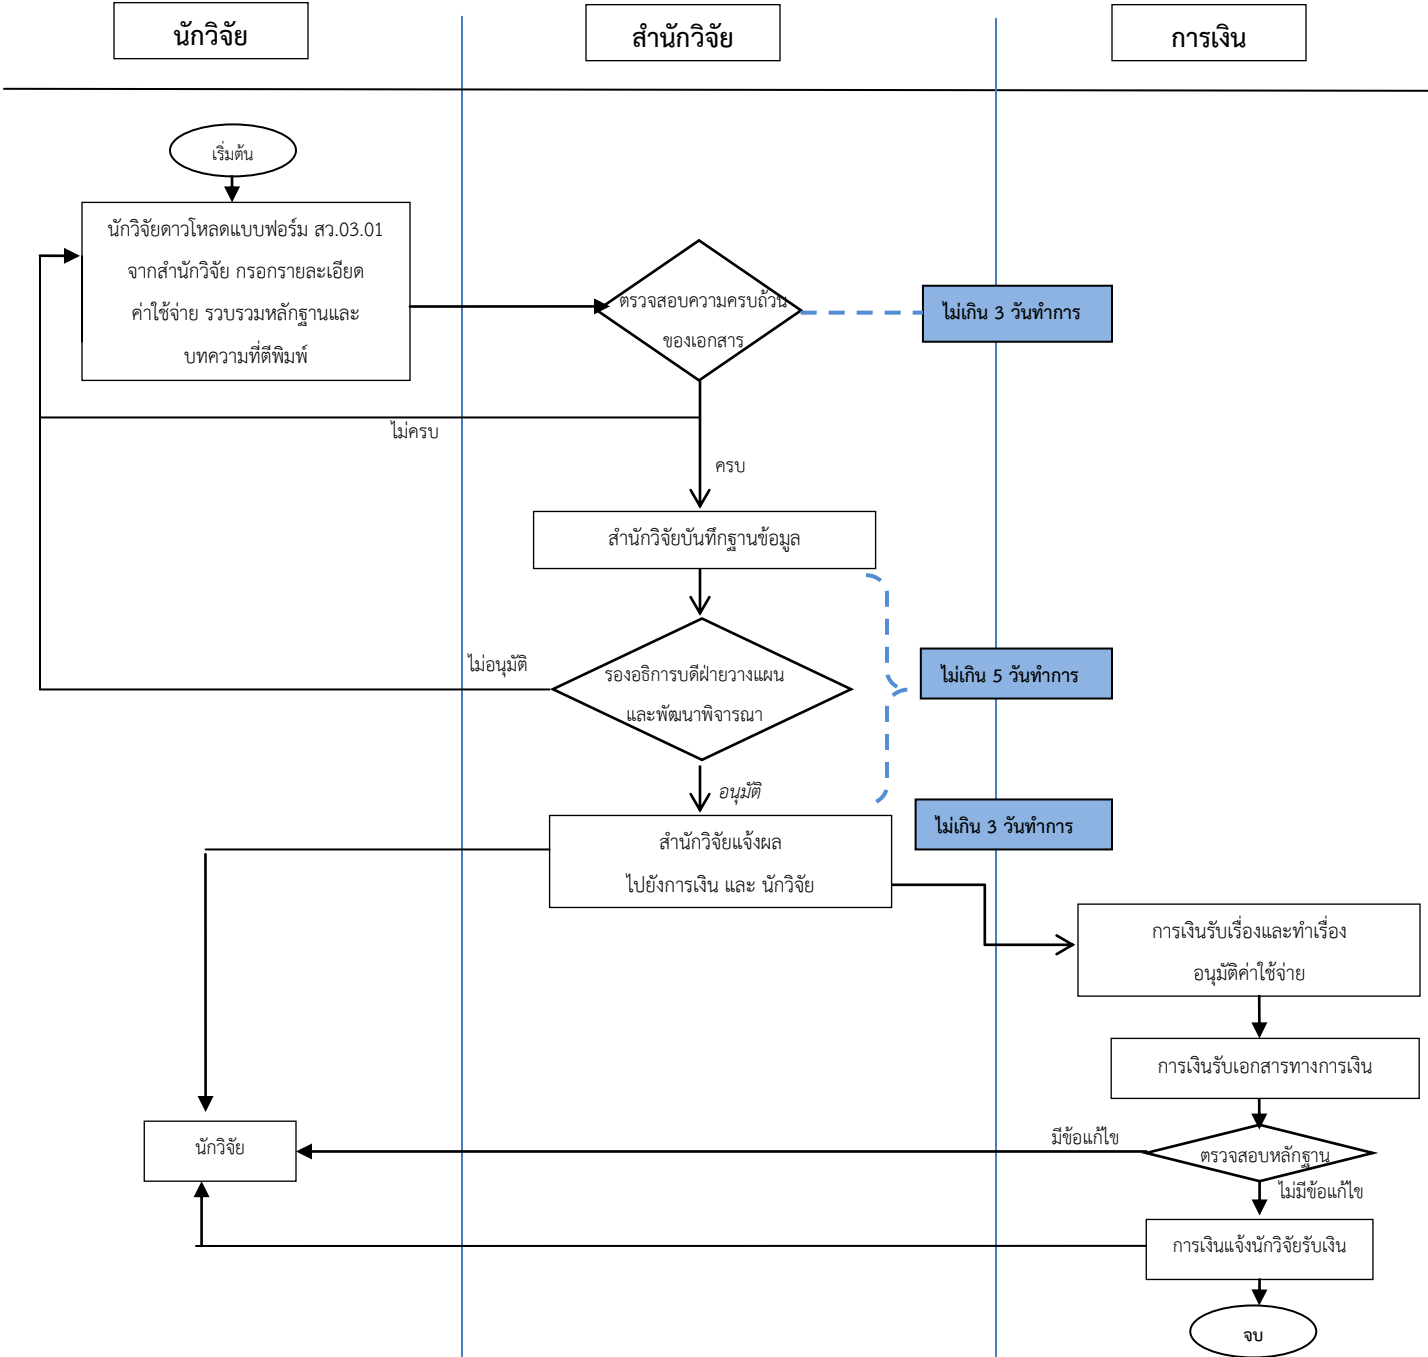 นักวิจัย
สำนักวิจัย
การเงิน
เริ่มต้น
นักวิจัยดาวโหลดแบบฟอร์ม สว.03.01
จากสำนักวิจัย กรอกรายละเอียด
ค่าใช้จ่าย รวบรวมหลักฐานและ
บทความที่ตีพิมพ์
ตรวจสอบความครบถ้วน
ของเอกสาร
ไม่เกิน 3 วันทำการ
ไม่ครบ
ครบ
สำนักวิจัยบันทึกฐานข้อมูล
ไม่อนุมัติ
รองอธิการบดีฝ่ายวางแผน
และพัฒนาพิจารณา
ไม่เกิน 5 วันทำการ
อนุมัติ
ไม่เกิน 3 วันทำการ
สำนักวิจัยแจ้งผล
ไปยังการเงิน และ นักวิจัย
การเงินรับเรื่องและทำเรื่อง
อนุมัติค่าใช้จ่าย
การเงินรับเอกสารทางการเงิน
มีข้อแก้ไข
นักวิจัย
ตรวจสอบหลักฐาน
ไม่มีข้อแก้ไข
การเงินแจ้งนักวิจัยรับเงิน
จบ